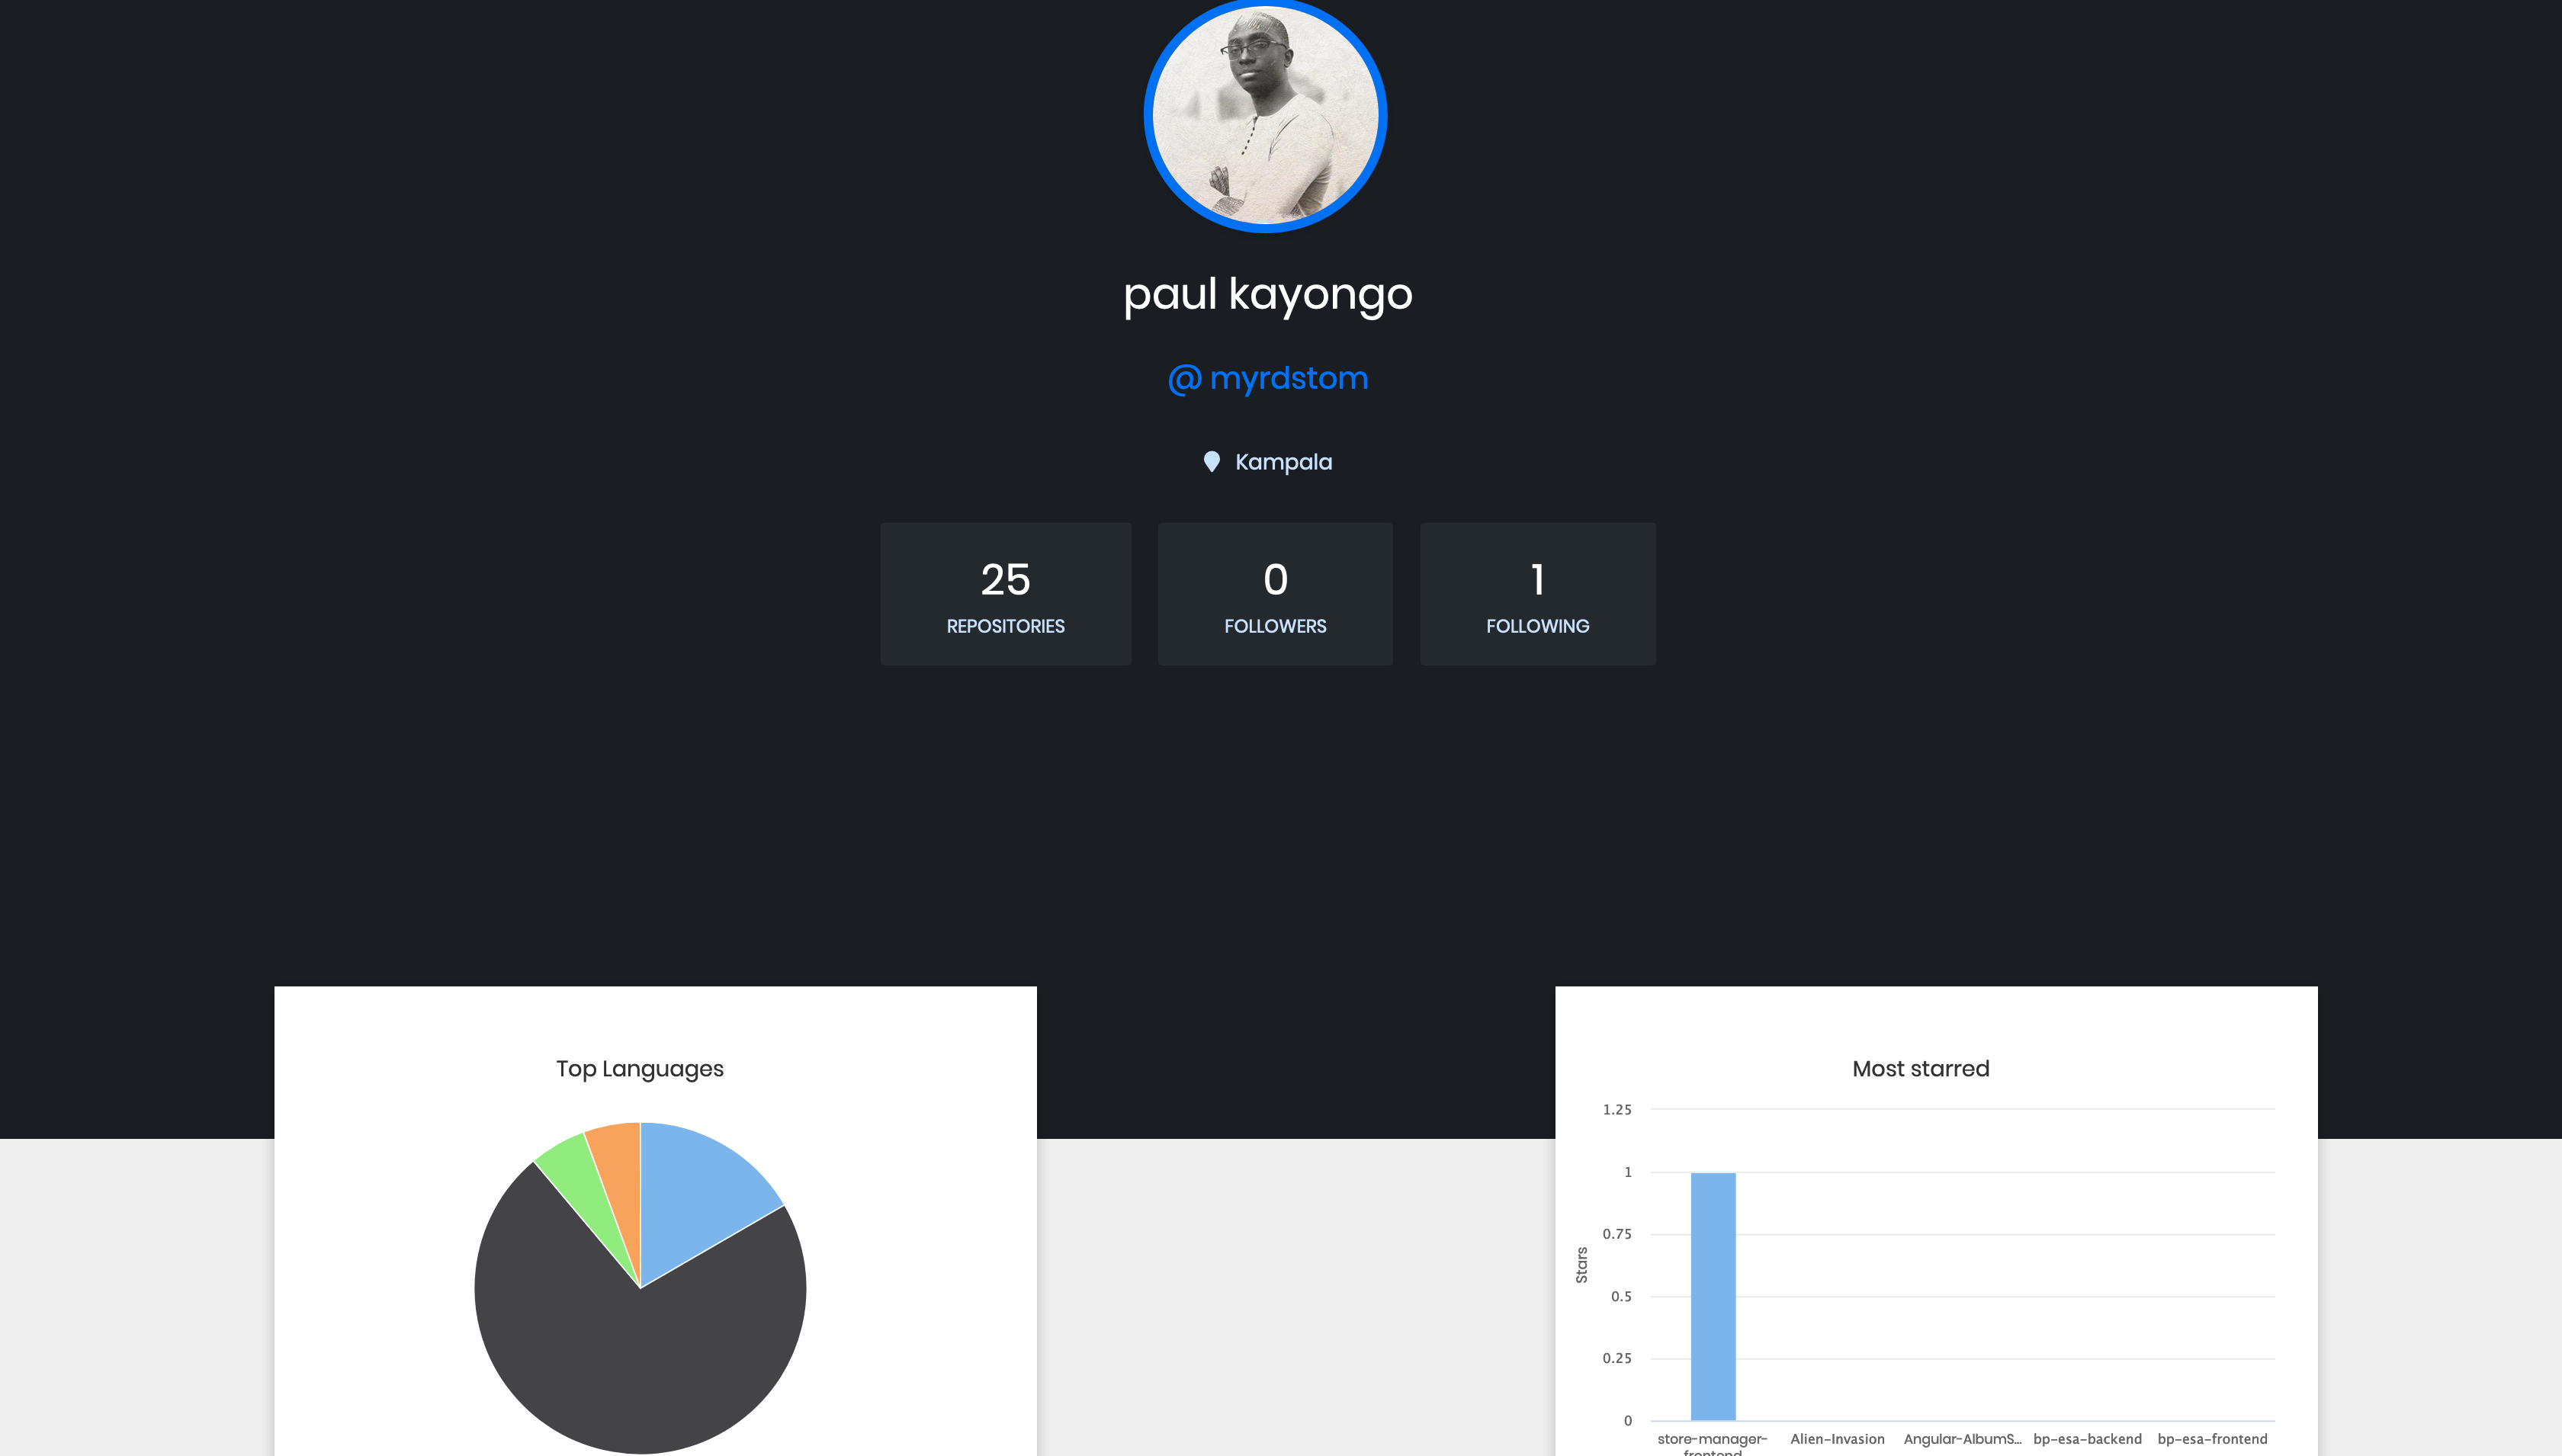 paul kayongo
@ myrdstom
Kampala
25
REPOSITORIES
0
FOLLOWERS
1
FOLLOWING
Top Languages
Most starred
1.25
1
0.75
0.5
0.25
0
Stars
store-manager-
frontend
Alien-Invasion
Angular-AlbumS...
bp-esa-backend
bp-esa-frontend